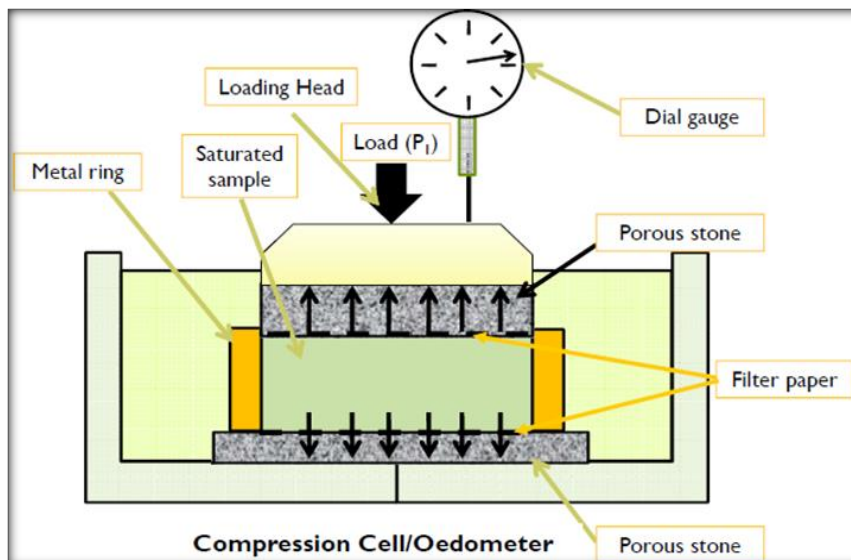 Loading Head
Dial gauge
Load (P₁)
Saturated
sample
Metal ring
Porous stone
Filter paper
Compression Cell/Oedometer
Porous stone